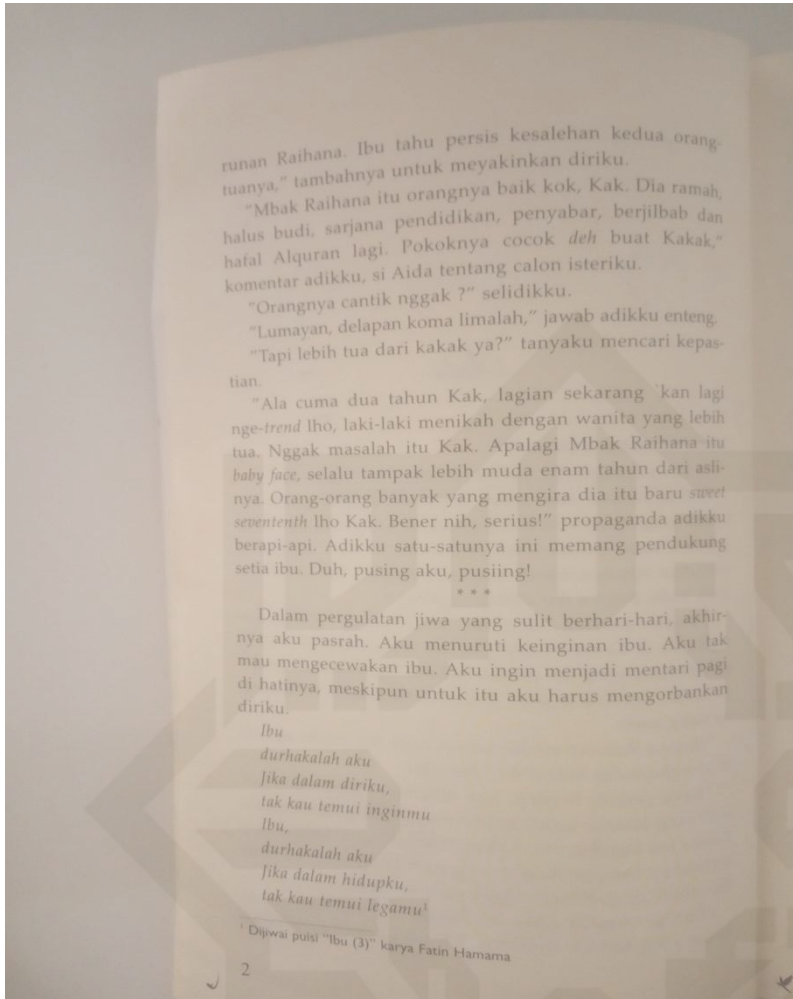 runan Raihana. Ibu tahu persis kesalehan kedua orang-
tuanya,” tambahnya untuk meyakinkan diriku.
“Mbak Raihana itu orangnya baik kok, Kak. Dia ramah,
halus budi, sarjana pendidikan, penyabar, berjilbab dan
hafal Alquran lagi. Pokoknya cocok deh buat Kakak,”
komentar adikku, si Aida tentang calon isteriku.
“Orangnya cantik nggak ?” selidikku.
“Lumayan, delapan koma limalah,” jawab adikku enteng.
“Tapi lebih tua dari kakak ya?” tanyaku mencari kepas-
tian.
“Ala cuma dua tahun Kak, lagian sekarang `kan lagi
nge-trend lho, laki-laki menikah dengan wanita yang lebih
tua. Nggak masalah itu Kak. Apalagi Mbak Raihana itu
baby face, selalu tampak lebih muda enam tahun dari asli-
nya. Orang-orang banyak yang mengira dia itu baru sweet
sevententh lho Kak. Bener nih, serius!” propaganda adikku
berapi-api. Adikku satu-satunya ini memang pendukung
setia ibu. Duh, pusing aku, pusiing!
* * *
Dalam pergulatan jiwa yang sulit berhari-hari, akhir-
nya aku pasrah. Aku menuruti keinginan ibu. Aku tak
mau mengecewakan ibu. Aku ingin menjadi mentari pagi
di hatinya, meskipun untuk itu aku harus mengorbankan
diriku.
Ibu
durhakalah aku
Jika dalam diriku,
tak kau temui inginmu
Ibu,
durhakalah aku
Jika dalam hidupku,
tak kau temui legamu¹
¹ Dijiwai puisi “Ibu (3)” karya Fatin Hamama
2